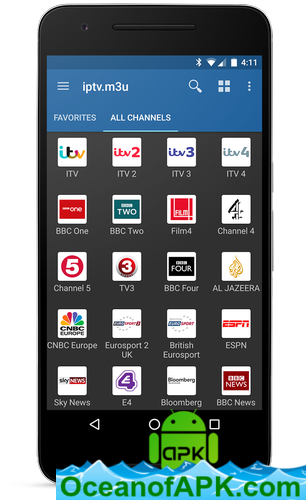 4:11
iptv.m3u
FAVORITES ALL CHANNELS
itv itv2 itv3 itv4
ITV ITV 2 ITV 3 ITV 4
BBC one BBC TWO FILM4 4
BBC One BBC Two Film4 Channel 4
5 3 BBC FOUR
Channel 5 TV3 BBC Four AL JAZEERA
CNBC EUROPE EUROSPORT 2 EUROSPORT ESPN
CNBC Europe Eurosport 2 UK British Eurosport ESPN
sky NEWS 4 Bloomberg BBC NEWS
Sky News E4 Bloomberg BBC News
APK
OceanofAPK.com